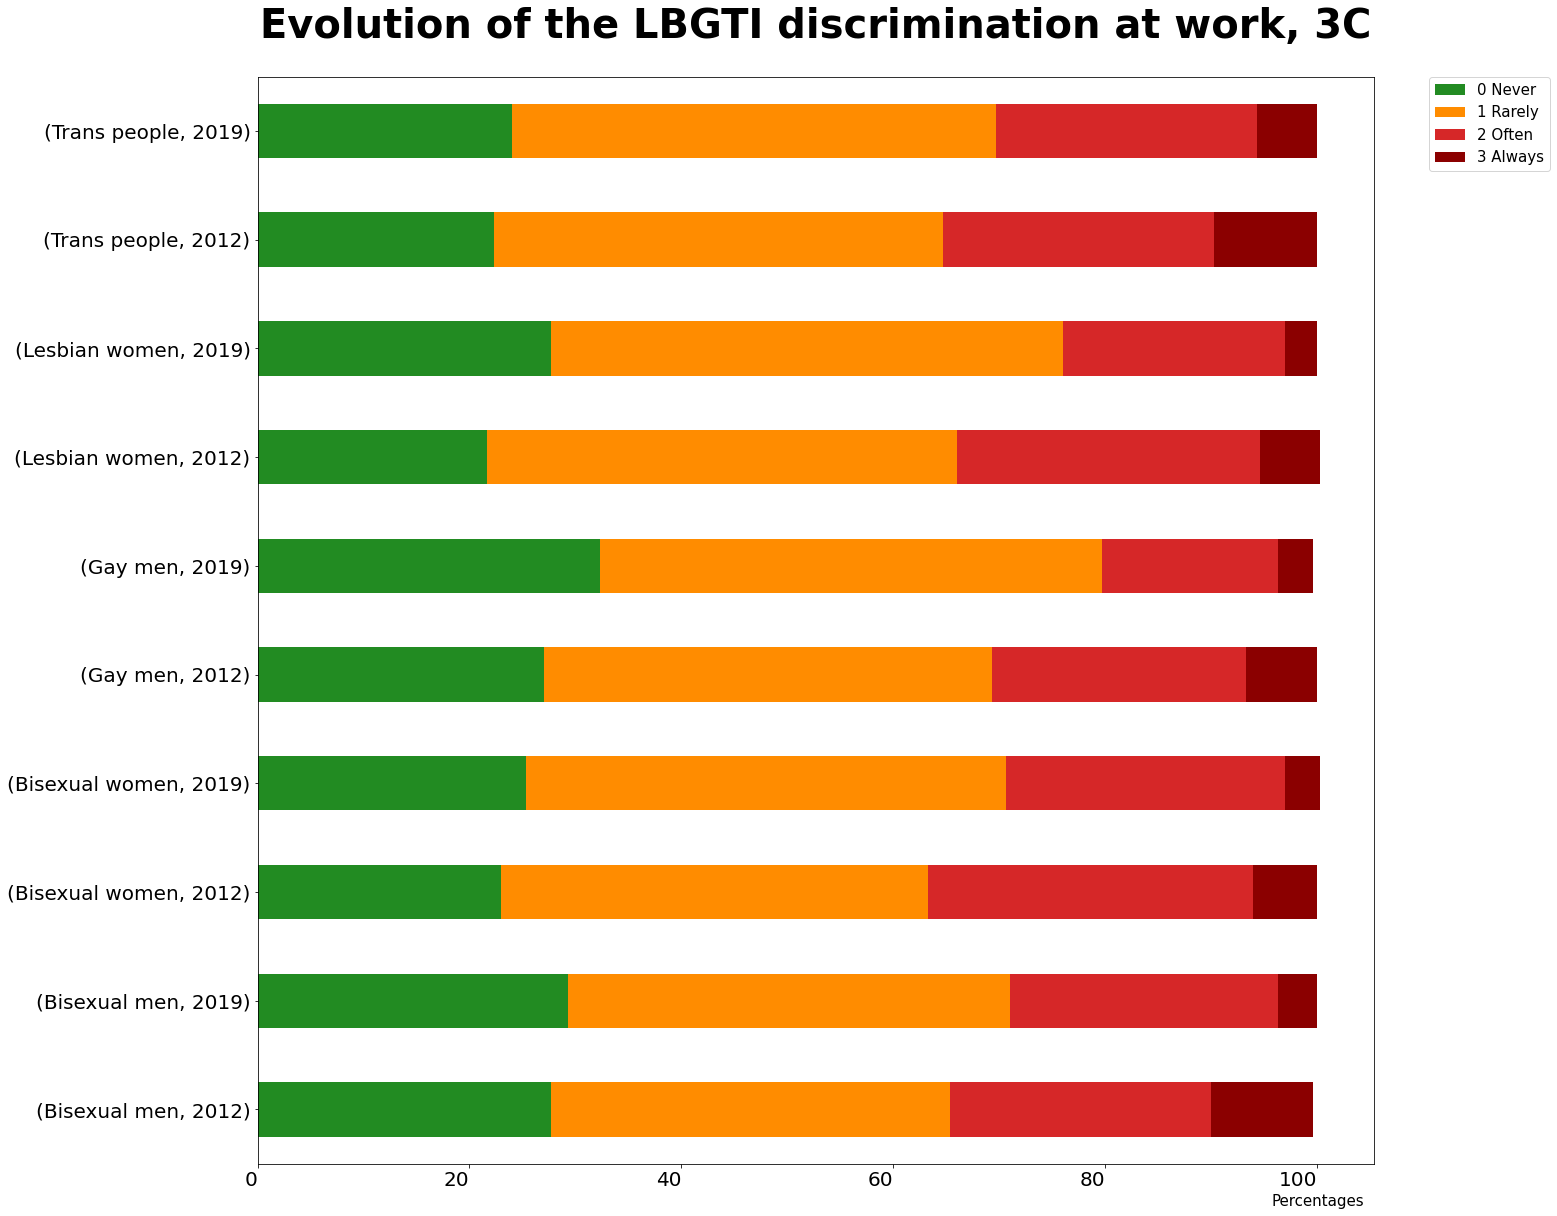 Evolution of the LBGTI discrimination at work, 3C
0 Never
1 Rarely
2 Often
3 Always
(Trans people, 2019)
(Trans people, 2012)
(Lesbian women, 2019)
(Lesbian women, 2012)
(Gay men, 2019)
(Gay men, 2012)
(Bisexual women, 2019)
(Bisexual women, 2012)
(Bisexual men, 2019)
(Bisexual men, 2012)
0 20 40 60 80 100
Percentages